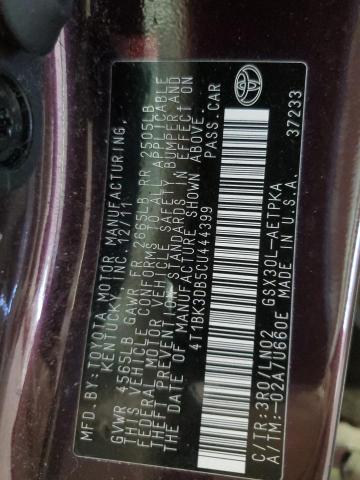 MFD.BY:TOYOTA MOTOR MANUFACTURING,
KENTUCKY, INC. 12/11
GVWR 4565LB GAWR FR 2665LB RR 2505LB
THIS VEHICLE CONFORMS TO ALL APPLICABLE
FEDERAL MOTOR VEHICLE SAFETY, BUMPER, AND
THEFT PREVENTION STANDARDS IN EFFECT ON
THE DATE OF MANUFACTURE SHOWN ABOVE.
4T1BK3DB5CU444399 PASS.CAR
C/TR:3R0/LN02 GSX30L-AETPKA
A/TM:-02A/U660E MADE IN U.S.A. 37233